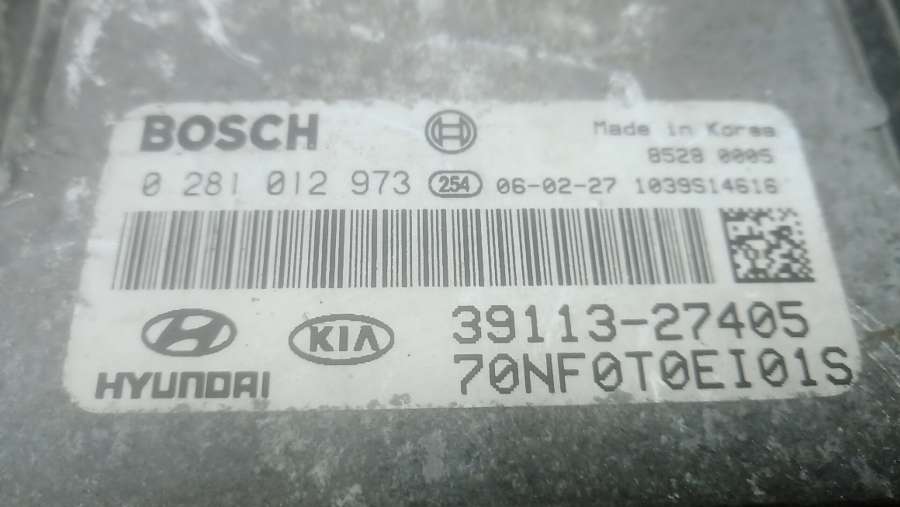 BOSCH
Made in Korea
8528 0005
0 281 012 973 254 06-02-27 1039S14616
HYUNDAI
KIA
39113-27405
70NF0T0EI01S